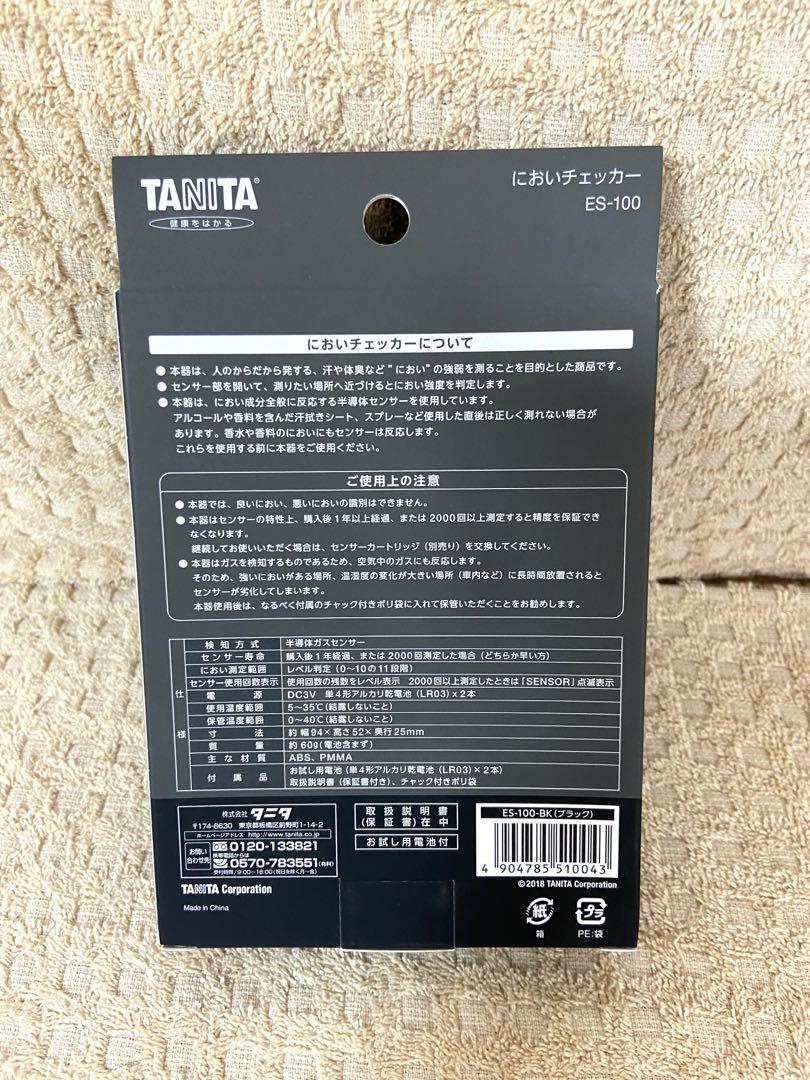 TANITA®
健康をはかる
においチェッカー
ES-100
においチェッカーについて
● 本器は、人のからだから発する、汗や体臭など"におい"の強弱を測ることを目的とした商品です。
● センサー部を開いて、測りたい場所へ近づけるとにおい強度を判定します。
● 本器は、におい成分全般に反応する半導体センサーを使用しています。
アルコールや香料を含んだ汗拭きシート、スプレーなど使用した直後は正しく測れない場合が
あります。香水や香料のにおいにもセンサーは反応します。
これらを使用する前に本器をご使用ください。
ご使用上の注意
● 本器では、良いにおい、悪いにおいの識別はできません。
● 本器はセンサーの特性上、購入後1年以上経過、または2000回以上測定すると精度を保証でき
なくなります。
継続してお使いいただく場合は、センサーカートリッジ(別売り)を交換してください。
● 本器はガスを検知するものであるため、空気中のガスにも反応します。
そのため、強いにおいがある場所、温湿度の変化が大きい場所(車内など)に長時間放置されると
センサーが劣化してしまいます。
本器使用後は、なるべく付属のチャック付きポリ袋に入れて保管いただくことをお勧めします。
仕様
検知方式 半導体ガスセンサー
センサー寿命 購入後1年経過、または2000回測定した場合(どちらか早い方)
におい測定範囲 レベル判定(0~10の11段階)
センサー使用回数表示 使用回数の残数をレベル表示 2000回以上測定したときは「SENSOR」点滅表示
電源 DC3V 単4形アルカリ乾電池(LR03)x2本
使用温度範囲 5~35℃(結露しないこと)
保管温度範囲 0~40℃(結露しないこと)
寸法 約 幅94×高さ52×奥行25mm
質量 約60g(電池含まず)
主な材質 ABS、PMMA
付属品 お試し用電池(単4形アルカリ乾電池(LR03)×2本)
取扱説明書(保証書付き)、チャック付きポリ袋
株式会社 タニタ
〒174-8630 東京都板橋区前野町1-14-2
ホームページアドレス http://www.tanita.co.jp
お問い合わせ先
0120-133821
携帯電話からは
0570-783551(有料)
受付時間/9:00~18:00(祝日を除く月~金)
TANITA Corporation
Made in China
取扱説明書
(保証書)在中
お試し用電池付
ES-100-BK(ブラック)
4 904785 510043
©2018 TANITA Corporation
紙
箱
プラ
PE:袋